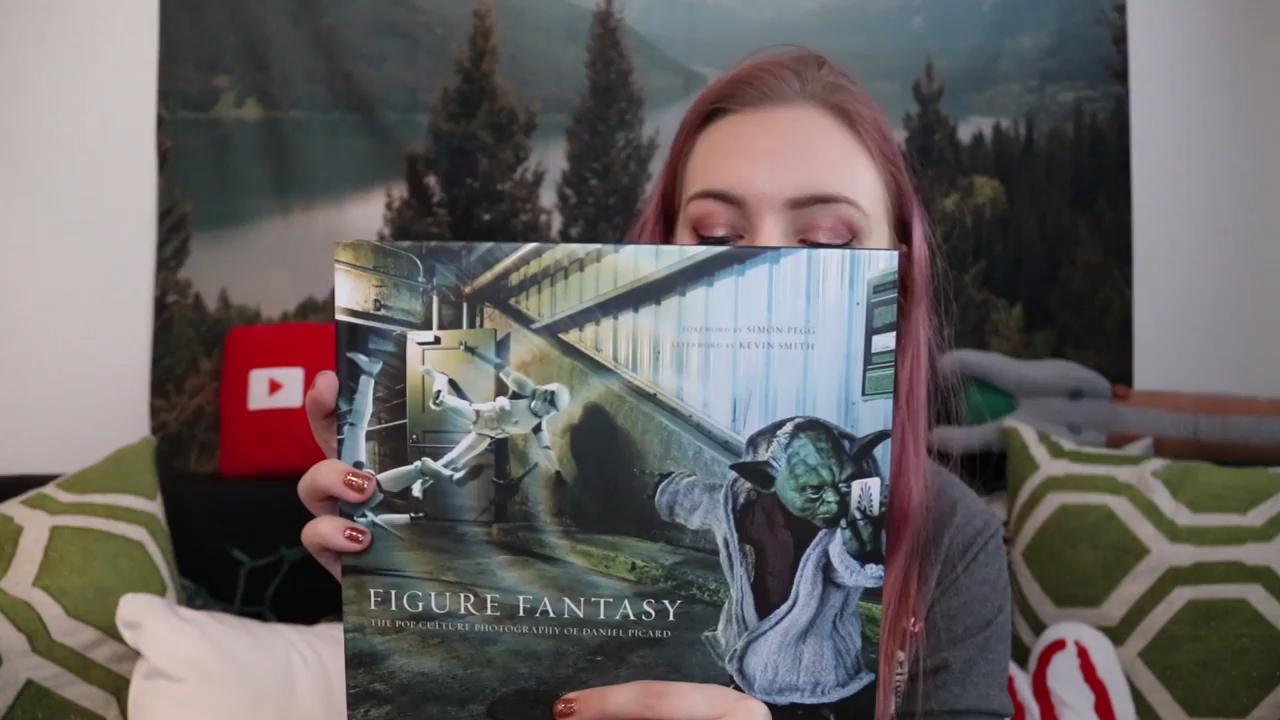 FOREWORD BY SIMON PEGG
AFTERWORD BY KEVIN SMITH
FIGURE FANTASY
THE POP CULTURE PHOTOGRAPHY OF DANIEL PICARD